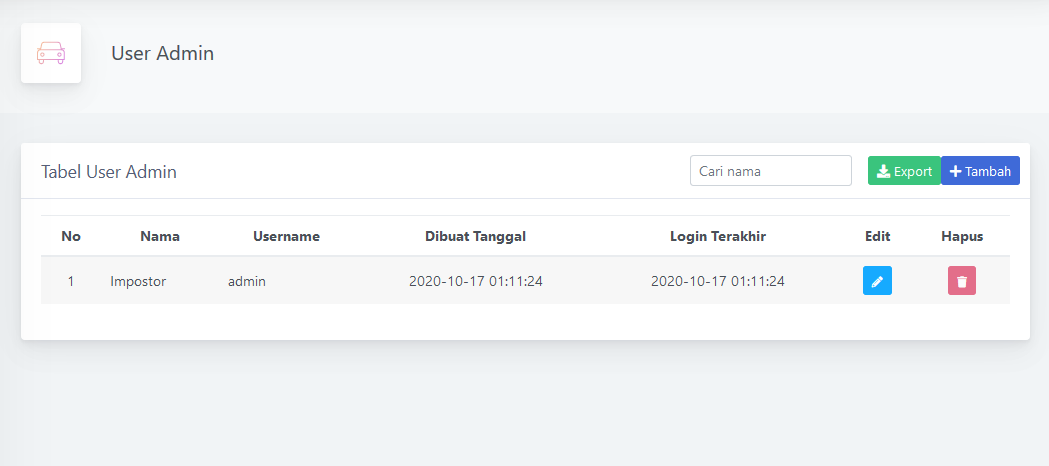 User Admin
Tabel User Admin
Cari nama
Export
Tambah
No Nama Username Dibuat Tanggal Login Terakhir Edit Hapus
1 Impostor admin 2020-10-17 01:11:24 2020-10-17 01:11:24